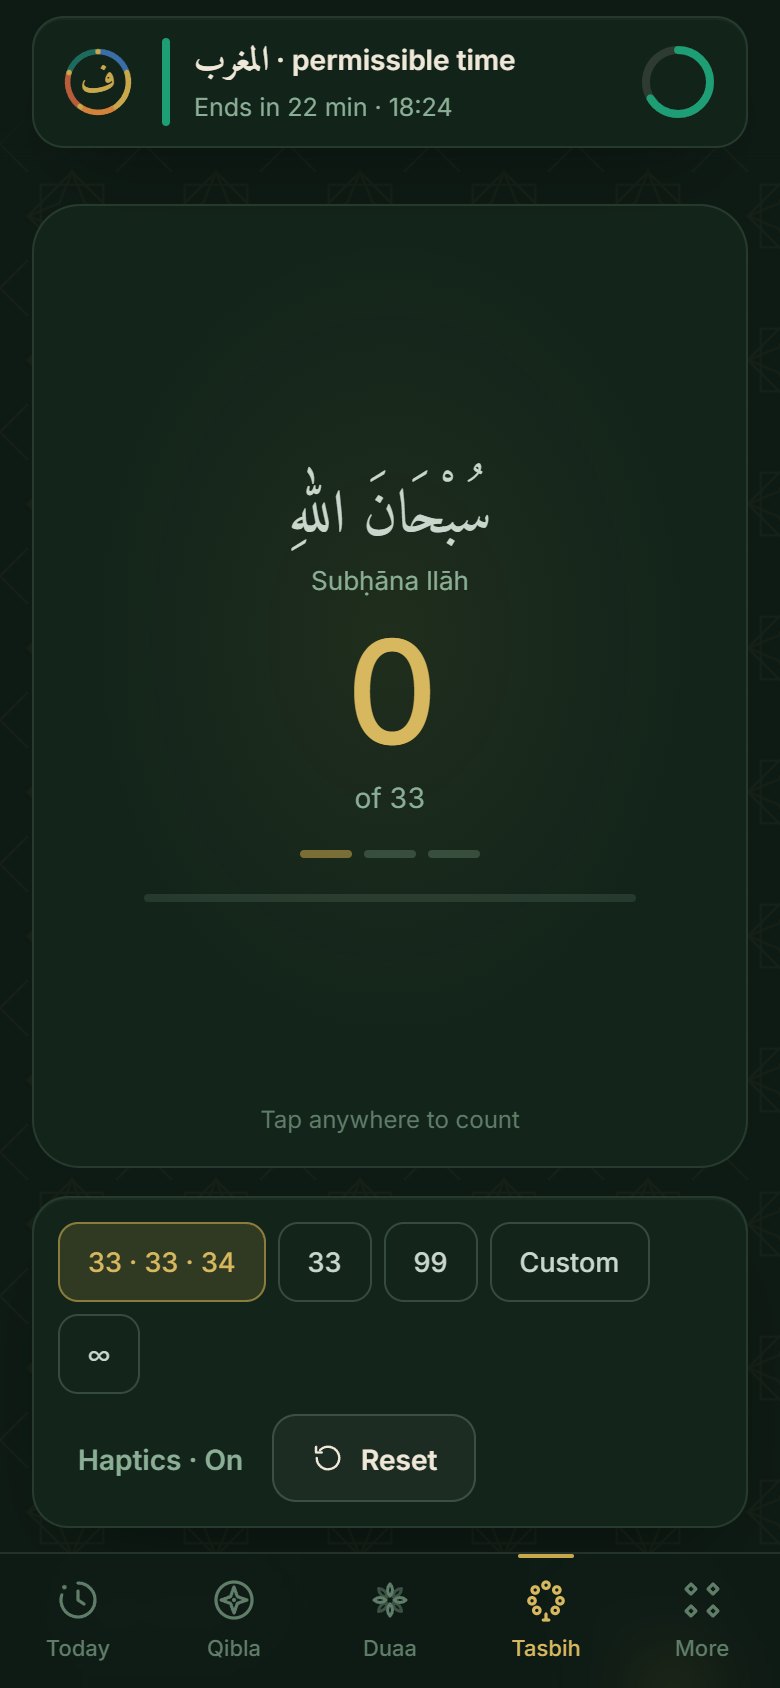 ف
المغرب · permissible time
Ends in 22 min · 18:24
سُبْحَانَ اللّٰهِ
Subḥāna llāh
0
of 33
Tap anywhere to count
33 · 33 · 34
33
99
Custom
∞
Haptics · On
Reset
Today
Qibla
Duaa
Tasbih
More